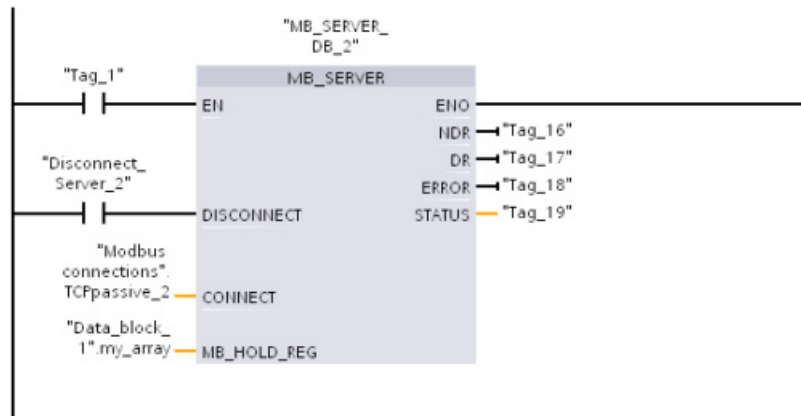 "MB_SERVER_
DB_2"
"Tag_1"
MB_SERVER
EN
ENO
NDR
"Tag_16"
DR
"Tag_17"
"Disconnect_
Server_2"
ERROR
"Tag_18"
DISCONNECT
STATUS
"Tag_19"
"Modbus
connections".
TCPpassive_2
CONNECT
"Data_block_
1".my_array
MB_HOLD_REG